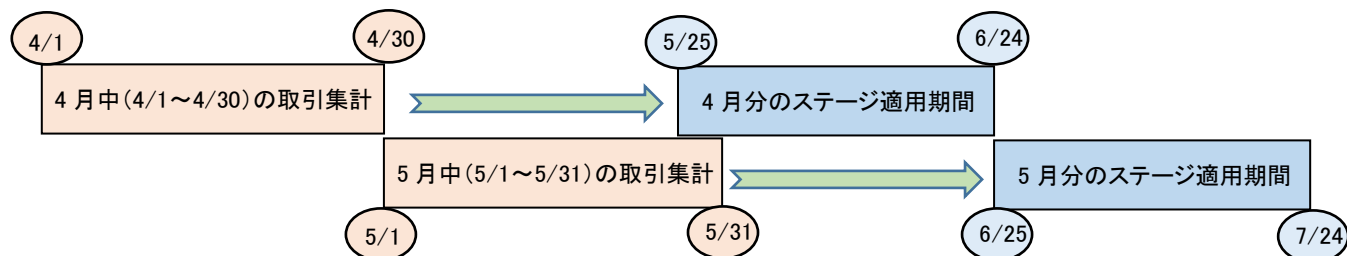 4/1
4/30
5/25
6/24
4月中(4/1～4/30)の取引集計
4月分のステージ適用期間
5月中(5/1～5/31)の取引集計
5月分のステージ適用期間
5/1
5/31
6/25
7/24